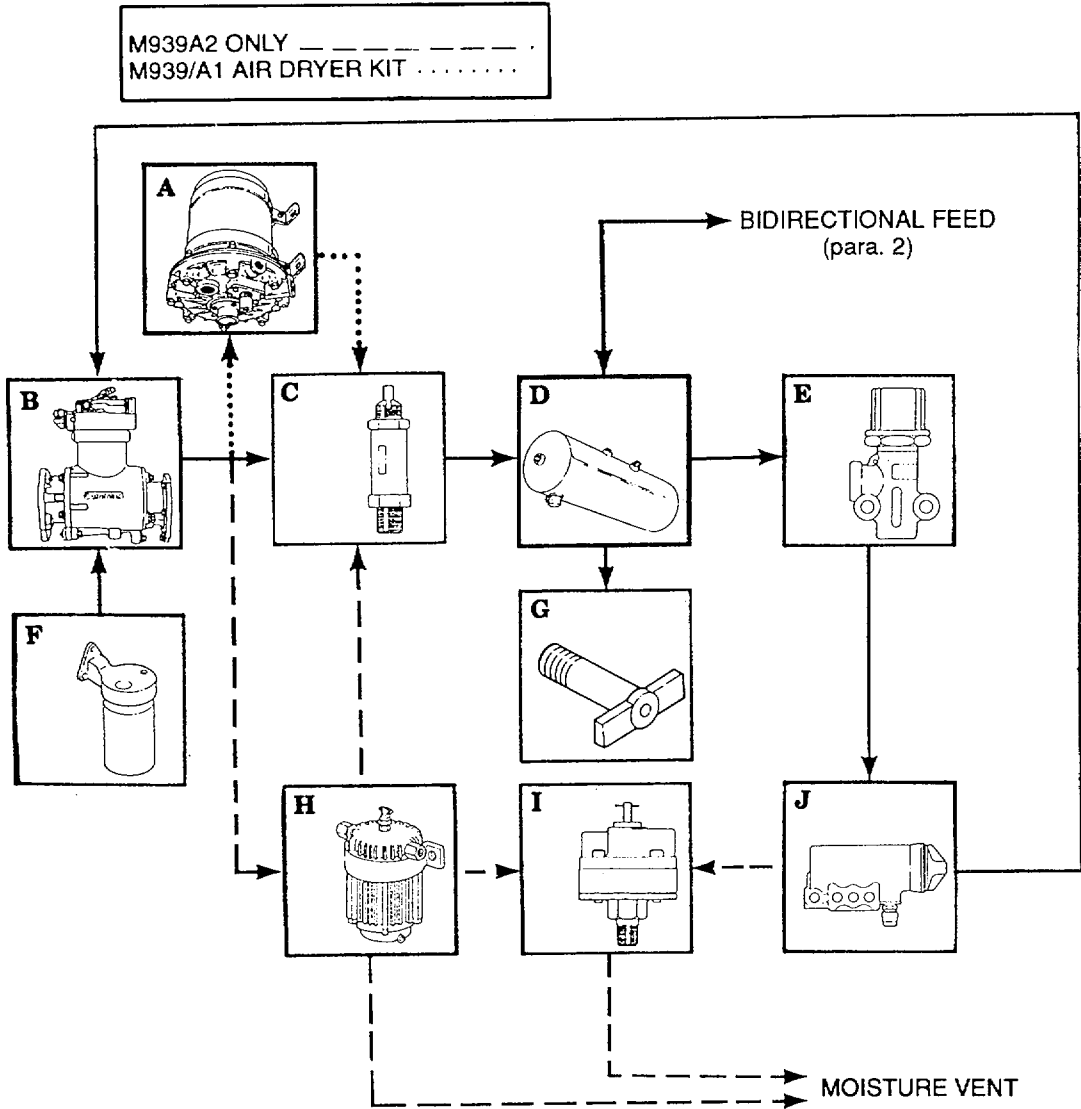 M939A2 ONLY
M939/A1 AIR DRYER KIT
A
BIDIRECTIONAL FEED
(para. 2)
B
C
D
E
F
G
H
I
J
MOISTURE VENT